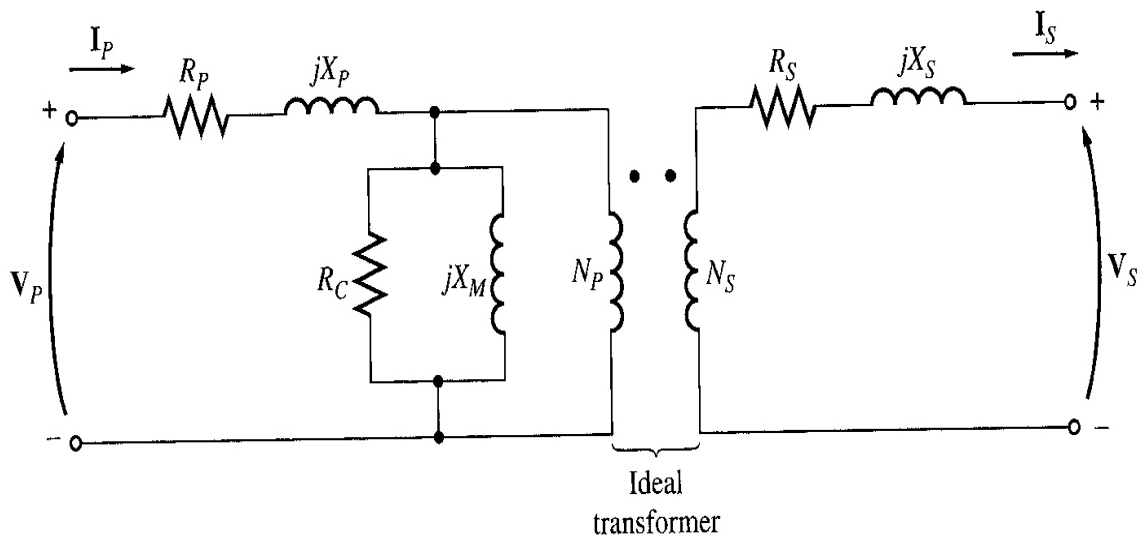 I_P
I_S
R_P
jX_P
R_S
jX_S
+
+
V_P
R_C
jX_M
N_P
N_S
V_S
−
−
Ideal
transformer